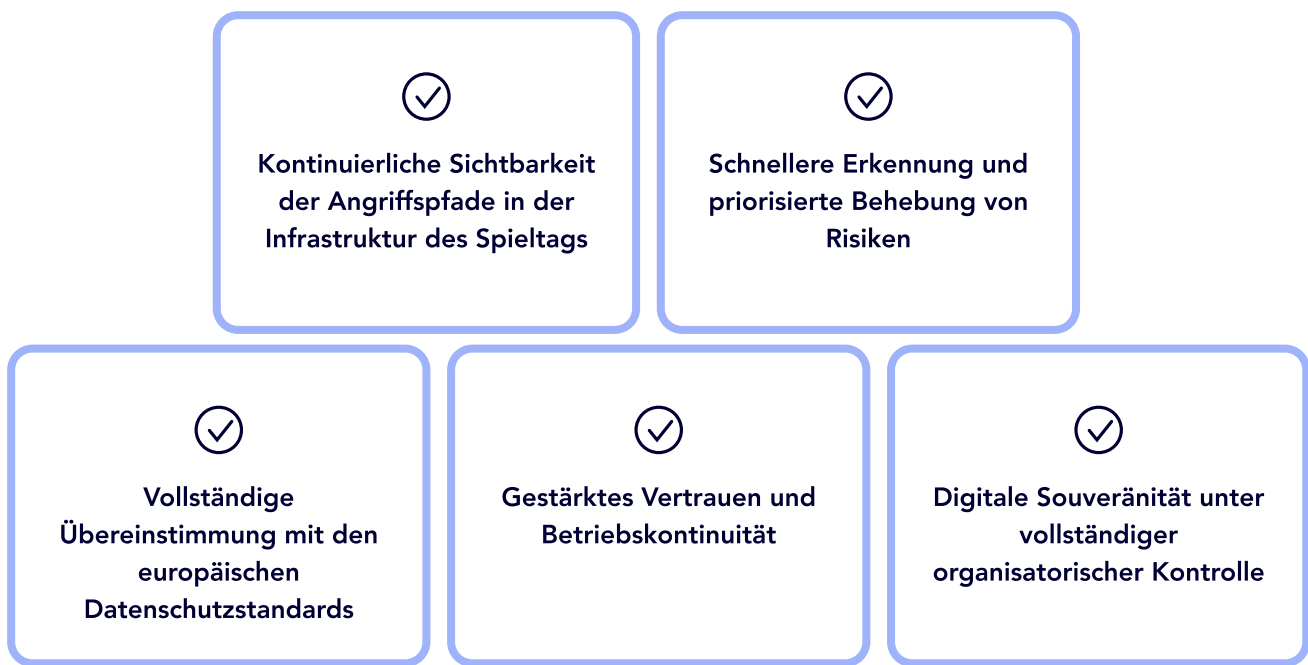 Kontinuierliche Sichtbarkeit
der Angriffspfade in der
Infrastruktur des Spieltags
Schnellere Erkennung und
priorisierte Behebung von
Risiken
Vollständige
Übereinstimmung mit den
europäischen
Datenschutzstandards
Gestärktes Vertrauen und
Betriebskontinuität
Digitale Souveränität unter
vollständiger
organisatorischer Kontrolle